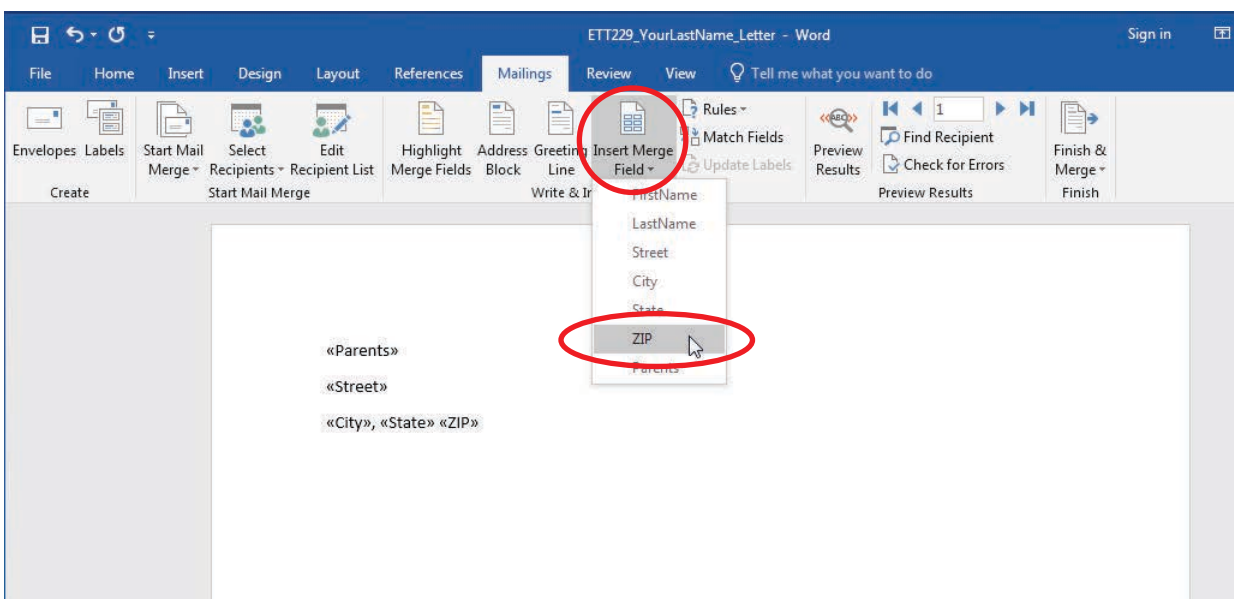 ETT229_YourLastName_Letter - Word
Sign in
File Home Insert Design Layout References Mailings Review View Tell me what you want to do
Envelopes Labels
Create
Start Mail Merge
Select Recipients
Edit Recipient List
Start Mail Merge
Highlight Merge Fields
Address Block
Greeting Line
Insert Merge Field
Rules
Match Fields
Update Labels
Write & I
ABC
Preview Results
1
Find Recipient
Check for Errors
Preview Results
Finish & Merge
Finish
FirstName
LastName
Street
City
State
ZIP
Parents
«Parents»
«Street»
«City», «State» «ZIP»